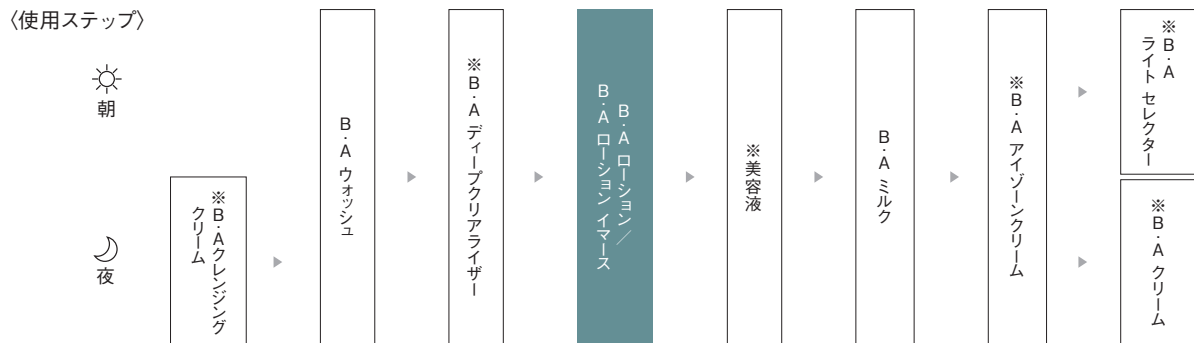 〈使用ステップ〉
朝
夜
※B·Aクレンジング
クリーム
B·A ウォッシュ
※B·A ディープクリアライザー
B·A ローション／
B·A ローション イマース
※美容液
B·A ミルク
※B·A アイゾーンクリーム
※B·A
ライト セレクター
※B·A クリーム